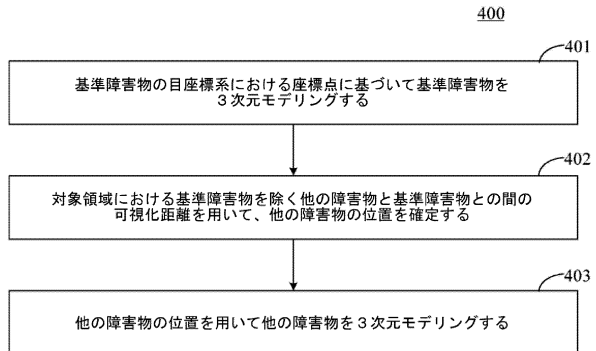 400
401
基準障害物の目座標系における座標点に基づいて基準障害物を
3次元モデリングする
402
対象領域における基準障害物を除く他の障害物と基準障害物との間の
可視化距離を用いて、他の障害物の位置を確定する
403
他の障害物の位置を用いて他の障害物を3次元モデリングする